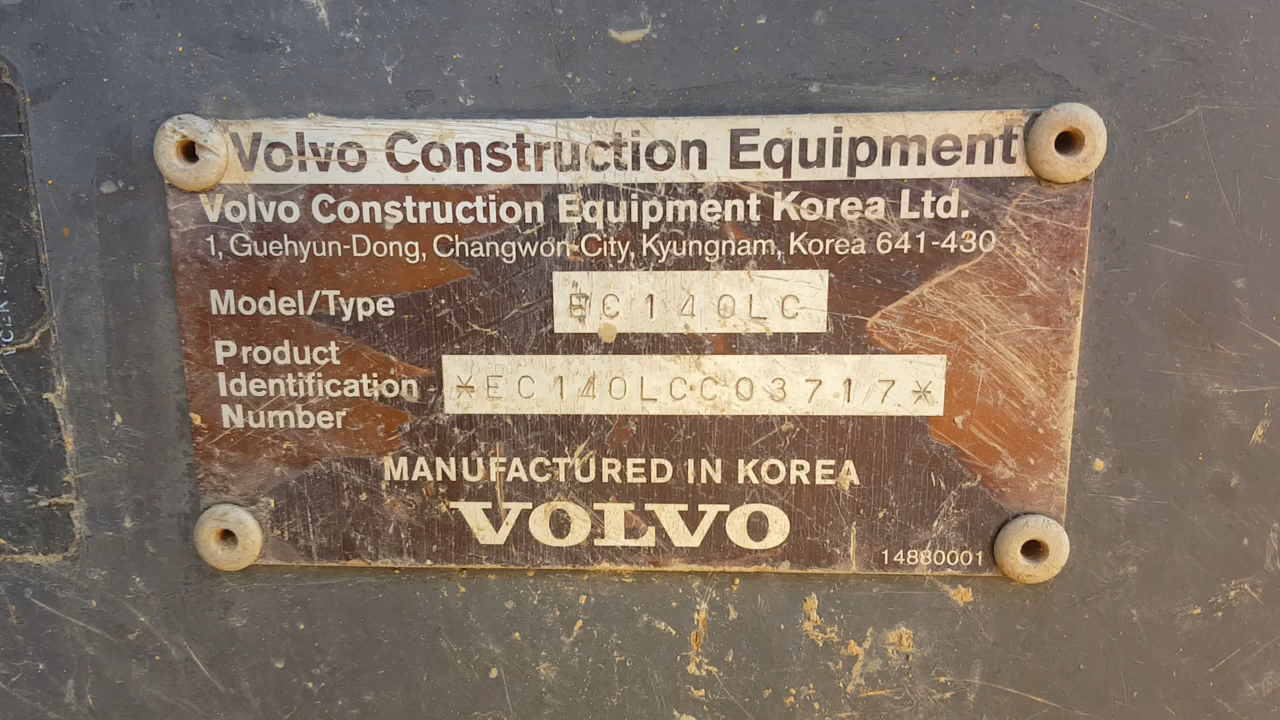 Volvo Construction Equipment
Volvo Construction Equipment Korea Ltd.
1, Guehyun-Dong, Changwon-City, Kyungnam, Korea 641-430
Model/Type EC140LC
Product
Identification *EC140LCC03717*
Number
MANUFACTURED IN KOREA
VOLVO
14880001